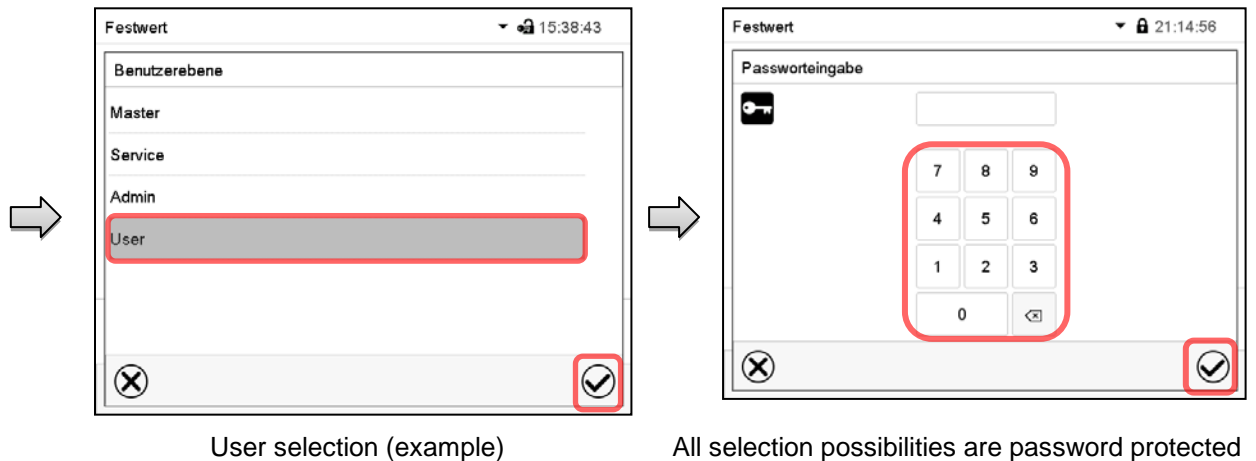 Festwert 15:38:43
Benutzerebene
Master
Service
Admin
User
User selection (example)
Festwert 21:14:56
Passworteingabe
7 8 9
4 5 6
1 2 3
0
All selection possibilities are password protected